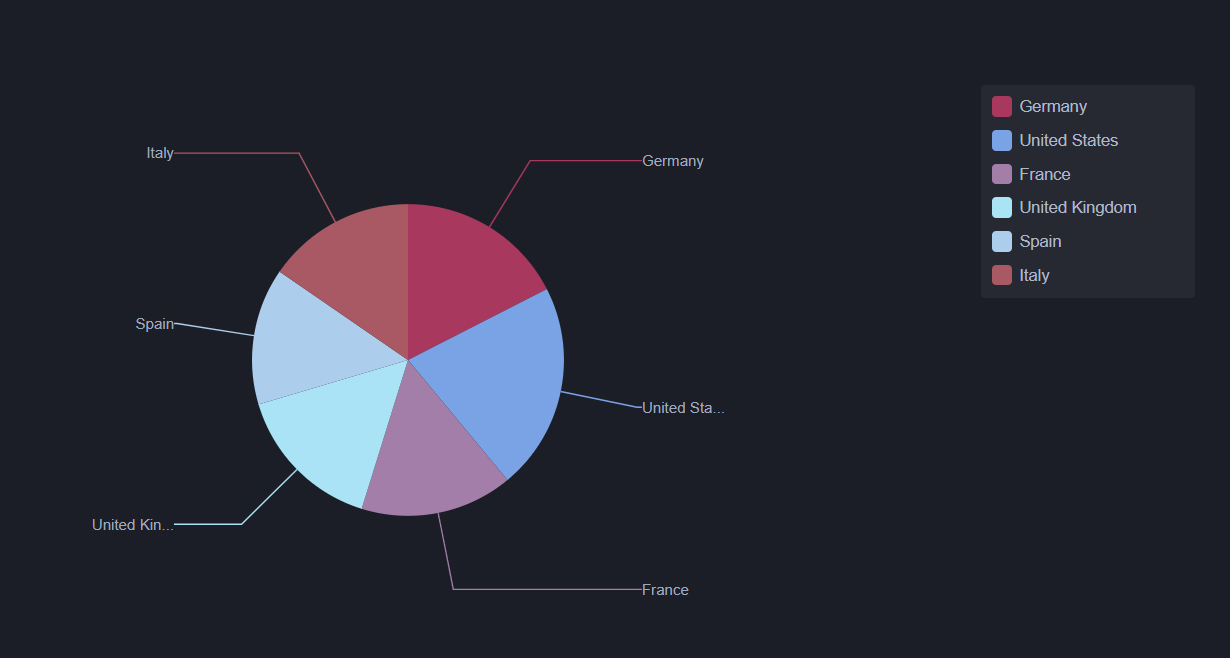 Italy
Germany
Spain
United Sta...
United Kin...
France
Germany
United States
France
United Kingdom
Spain
Italy